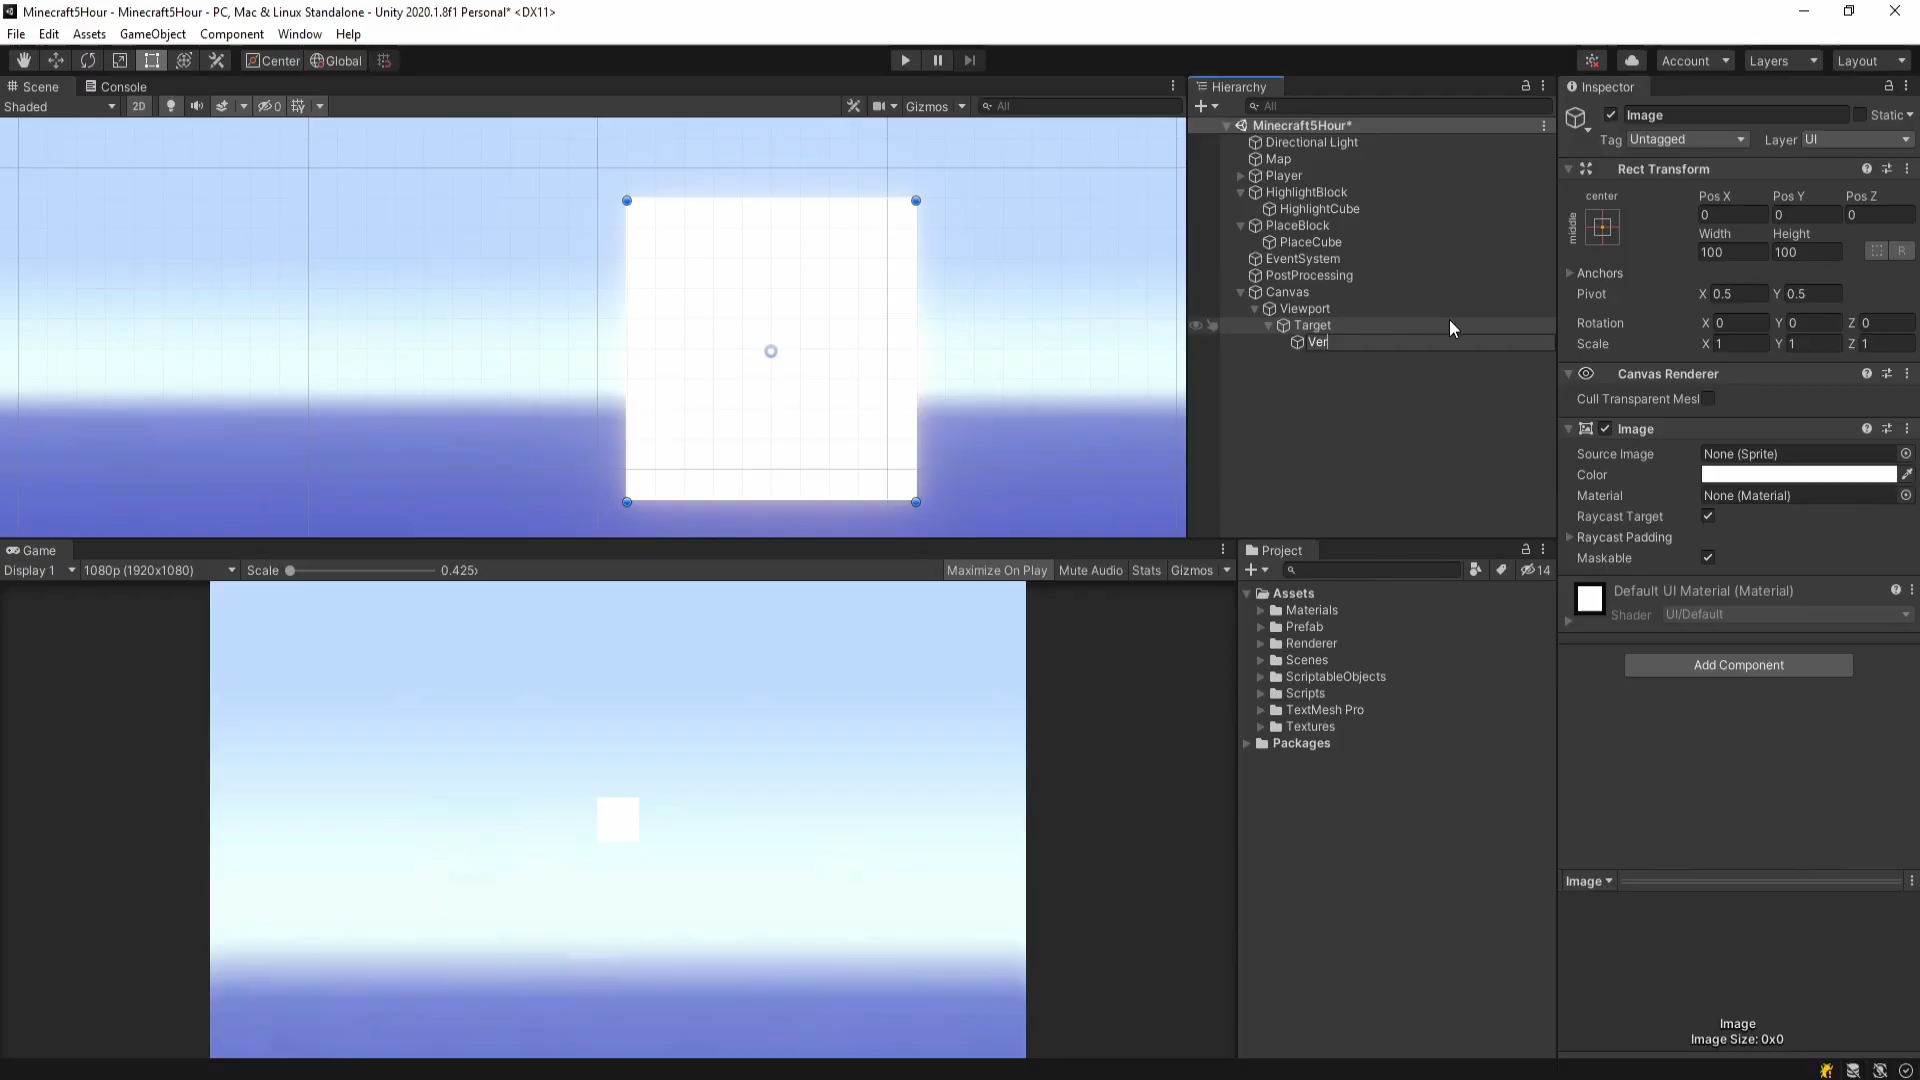 Minecraft5Hour - Minecraft5Hour - PC, Mac & Linux Standalone - Unity 2020.1.8f1 Personal* <DX11>
File Edit Assets GameObject Component Window Help
Center Global Account Layers Layout
Scene Console
Shaded 2D 0 Gizmos All
Hierarchy
All
Minecraft5Hour*
Directional Light
Map
Player
HighlightBlock
HighlightCube
PlaceBlock
PlaceCube
EventSystem
PostProcessing
Canvas
Viewport
Target
Ver
Inspector
Image Static
Tag Untagged Layer UI
Rect Transform
center Pos X Pos Y Pos Z
middle 0 0 0
Width Height
100 100 R
Anchors
Pivot X 0.5 Y 0.5
Rotation X 0 Y 0 Z 0
Scale X 1 Y 1 Z 1
Canvas Renderer
Cull Transparent Mesl
Image
Source Image None (Sprite)
Color
Material None (Material)
Raycast Target
Raycast Padding
Maskable
Default UI Material (Material)
Shader UI/Default
Add Component
Game
Display 1 1080p (1920x1080) Scale 0.425› Maximize On Play Mute Audio Stats Gizmos
Project
14
Assets
Materials
Prefab
Renderer
Scenes
ScriptableObjects
Scripts
TextMesh Pro
Textures
Packages
Image
Image
Image Size: 0x0